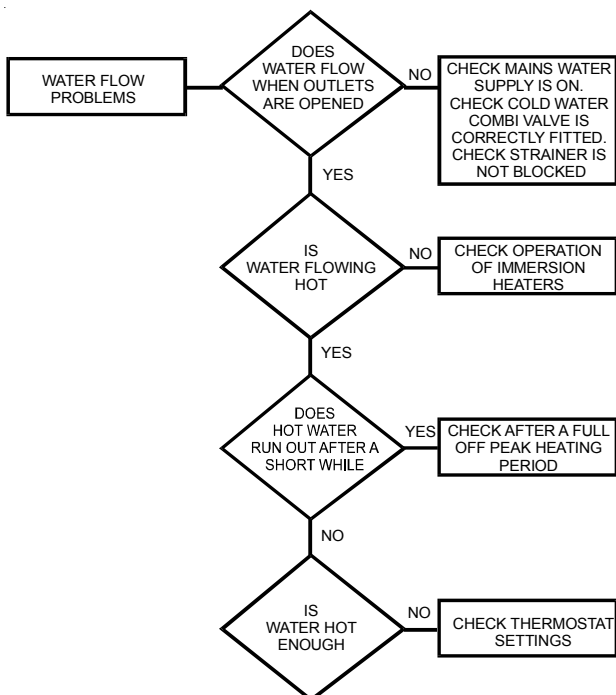 WATER FLOW
PROBLEMS
DOES
WATER FLOW
WHEN OUTLETS
ARE OPENED
NO
CHECK MAINS WATER
SUPPLY IS ON.
CHECK COLD WATER
COMBI VALVE IS
CORRECTLY FITTED.
CHECK STRAINER IS
NOT BLOCKED
YES
IS
WATER FLOWING
HOT
NO
CHECK OPERATION
OF IMMERSION
HEATERS
YES
DOES
HOT WATER
RUN OUT AFTER A
SHORT WHILE
YES
CHECK AFTER A FULL
OFF PEAK HEATING
PERIOD
NO
IS
WATER HOT
ENOUGH
NO
CHECK THERMOSTAT
SETTINGS